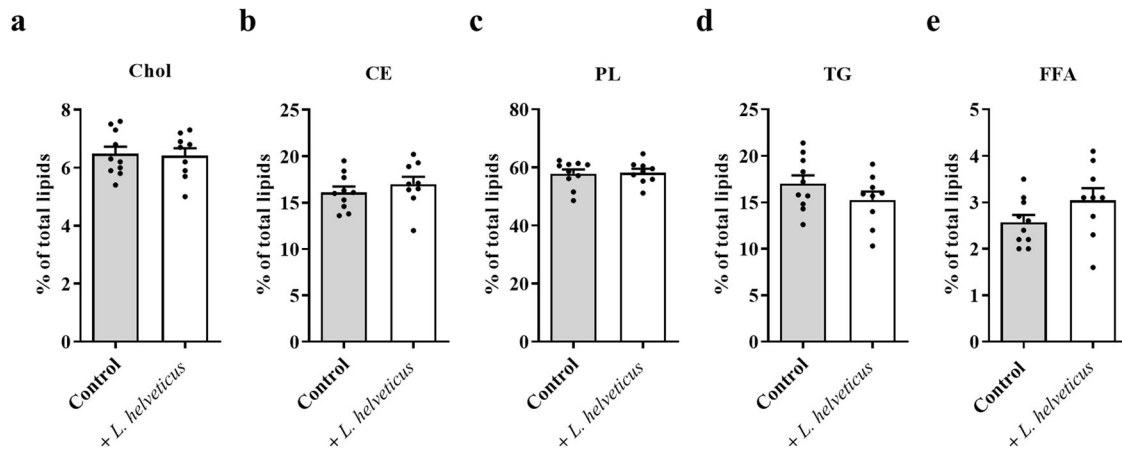 a
Chol
% of total lipids
8
6
4
2
0
Control
+ L. helveticus
b
CE
% of total lipids
25
20
15
10
5
0
Control
+ L. helveticus
c
PL
% of total lipids
80
60
40
20
0
Control
+ L. helveticus
d
TG
% of total lipids
25
20
15
10
5
0
Control
+ L. helveticus
e
FFA
% of total lipids
5
4
3
2
1
0
Control
+ L. helveticus